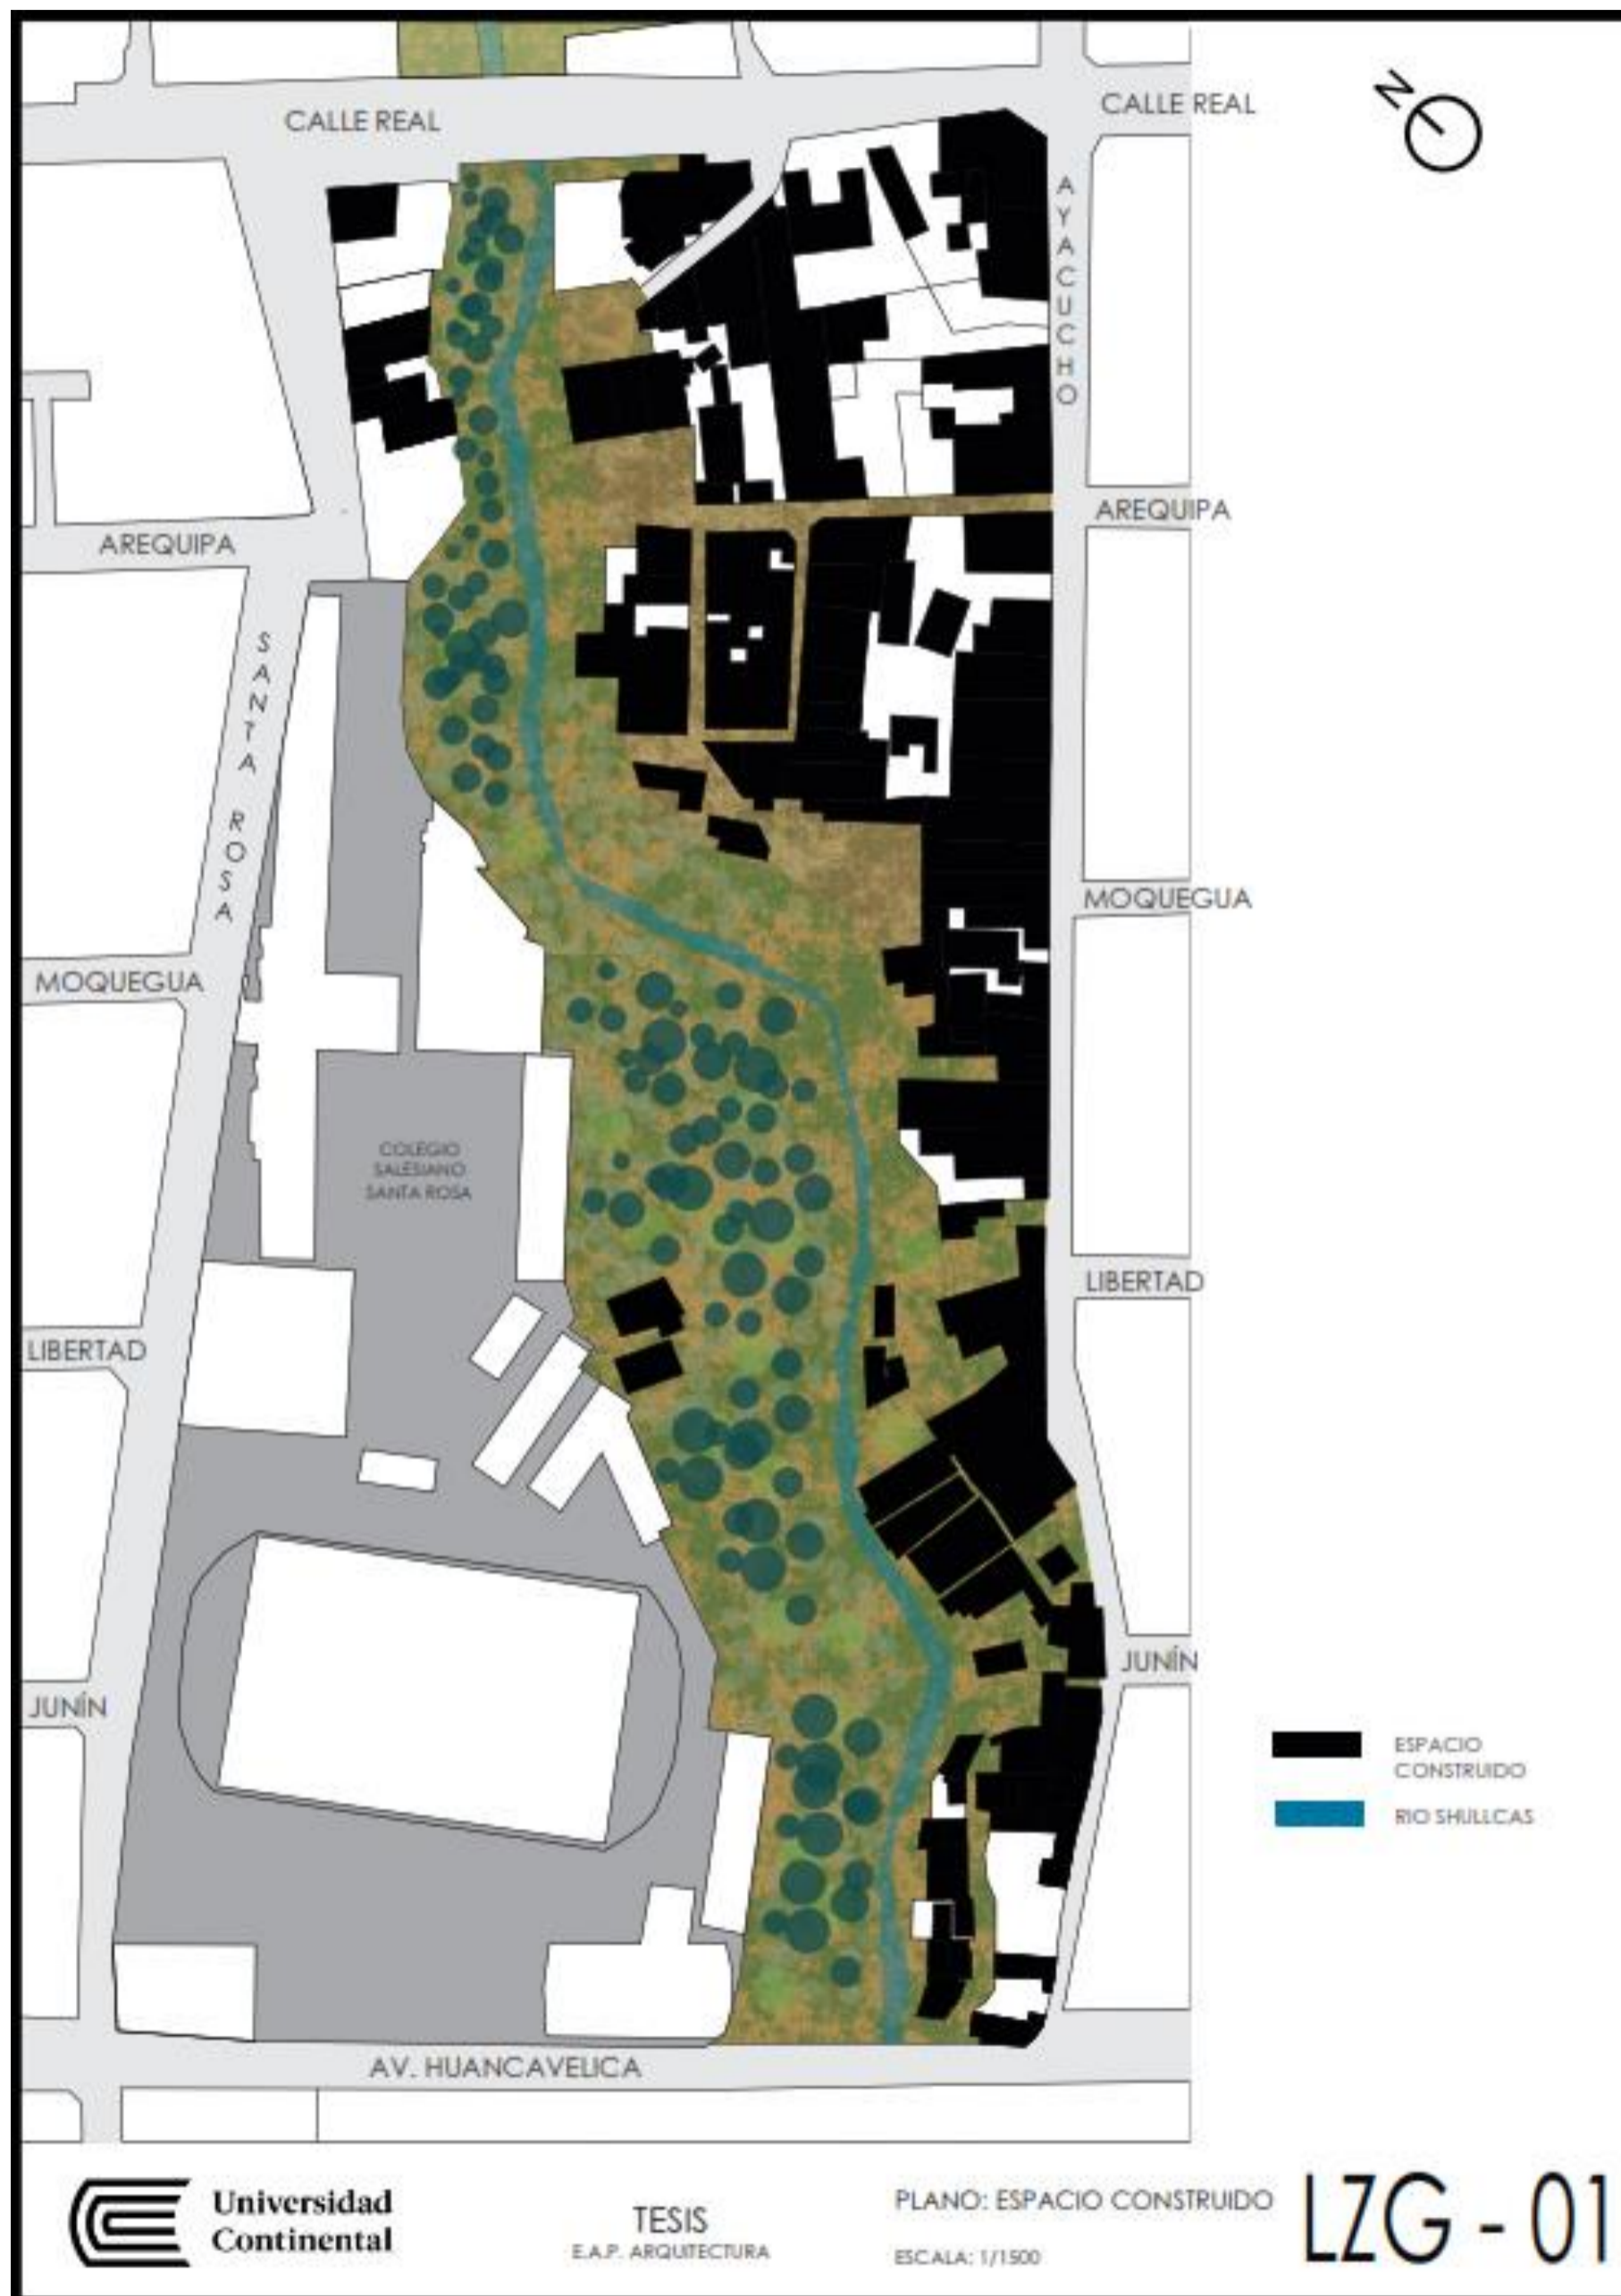 CALLE REAL
CALLE REAL
N
AYACUCHO
AREQUIPA
AREQUIPA
SANTA ROSA
MOQUEGUA
MOQUEGUA
COLEGIO
SALESIANO
SANTA ROSA
LIBERTAD
LIBERTAD
JUNÍN
JUNÍN
ESPACIO
CONSTRUIDO
RIO SHULLCAS
AV. HUANCAVELICA
Universidad
Continental
TESIS
E.A.P. ARQUITECTURA
PLANO: ESPACIO CONSTRUIDO
ESCALA: 1/1500
LZG - 01